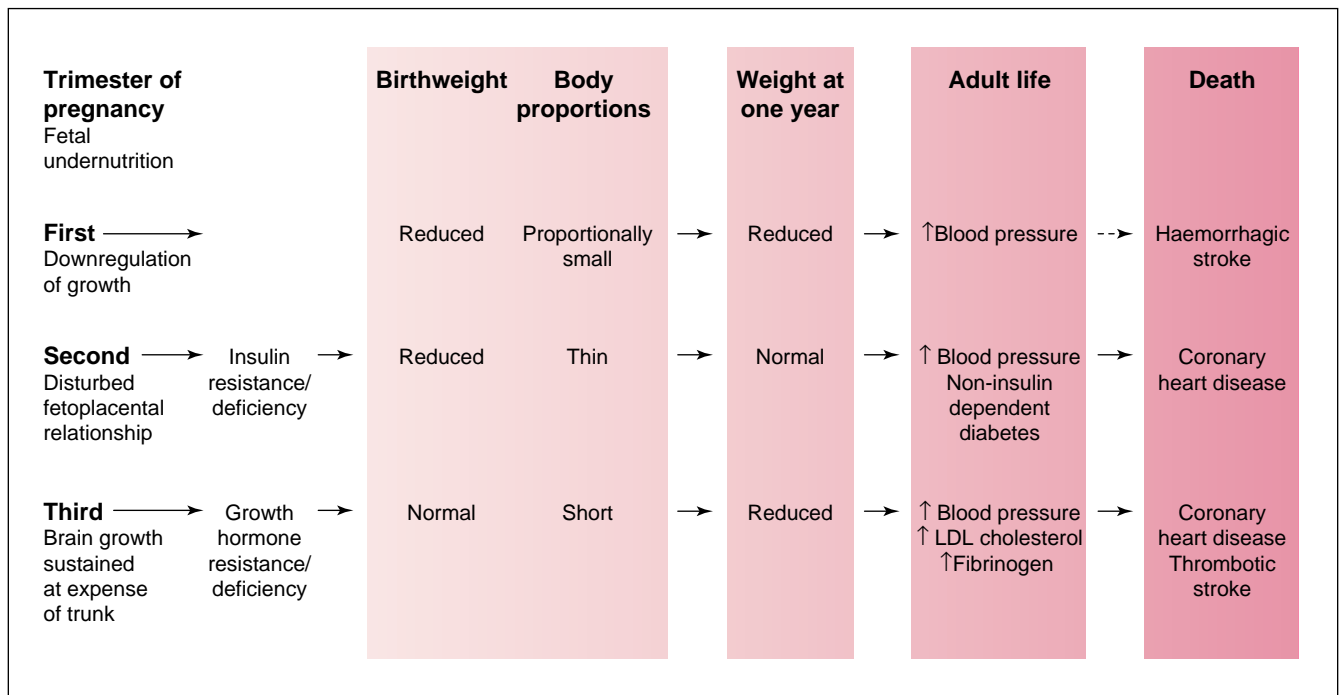 Trimester of
pregnancy
Fetal
undernutrition
Birthweight
Body
proportions
Weight at
one year
Adult life
Death
First
Downregulation
of growth
Reduced
Proportionally
small
Reduced
↑Blood pressure
Haemorrhagic
stroke
Second
Disturbed
fetoplacental
relationship
Insulin
resistance/
deficiency
Reduced
Thin
Normal
↑ Blood pressure
Non-insulin
dependent
diabetes
Coronary
heart disease
Third
Brain growth
sustained
at expense
of trunk
Growth
hormone
resistance/
deficiency
Normal
Short
Reduced
↑ Blood pressure
↑ LDL cholesterol
↑Fibrinogen
Coronary
heart disease
Thrombotic
stroke